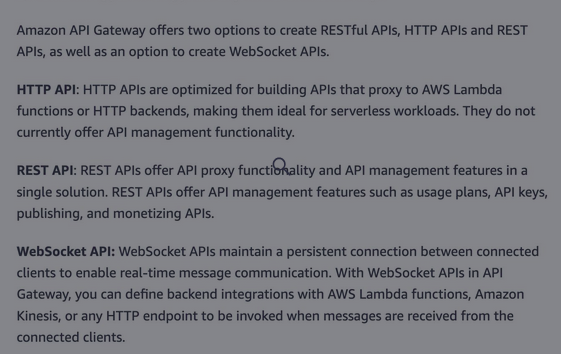 Amazon API Gateway offers two options to create RESTful APIs, HTTP APIs and REST
APIs, as well as an option to create WebSocket APIs.
HTTP API: HTTP APIs are optimized for building APIs that proxy to AWS Lambda
functions or HTTP backends, making them ideal for serverless workloads. They do not
currently offer API management functionality.
REST API: REST APIs offer API proxy functionality and API management features in a
single solution. REST APIs offer API management features such as usage plans, API keys,
publishing, and monetizing APIs.
WebSocket API: WebSocket APIs maintain a persistent connection between connected
clients to enable real-time message communication. With WebSocket APIs in API
Gateway, you can define backend integrations with AWS Lambda functions, Amazon
Kinesis, or any HTTP endpoint to be invoked when messages are received from the
connected clients.